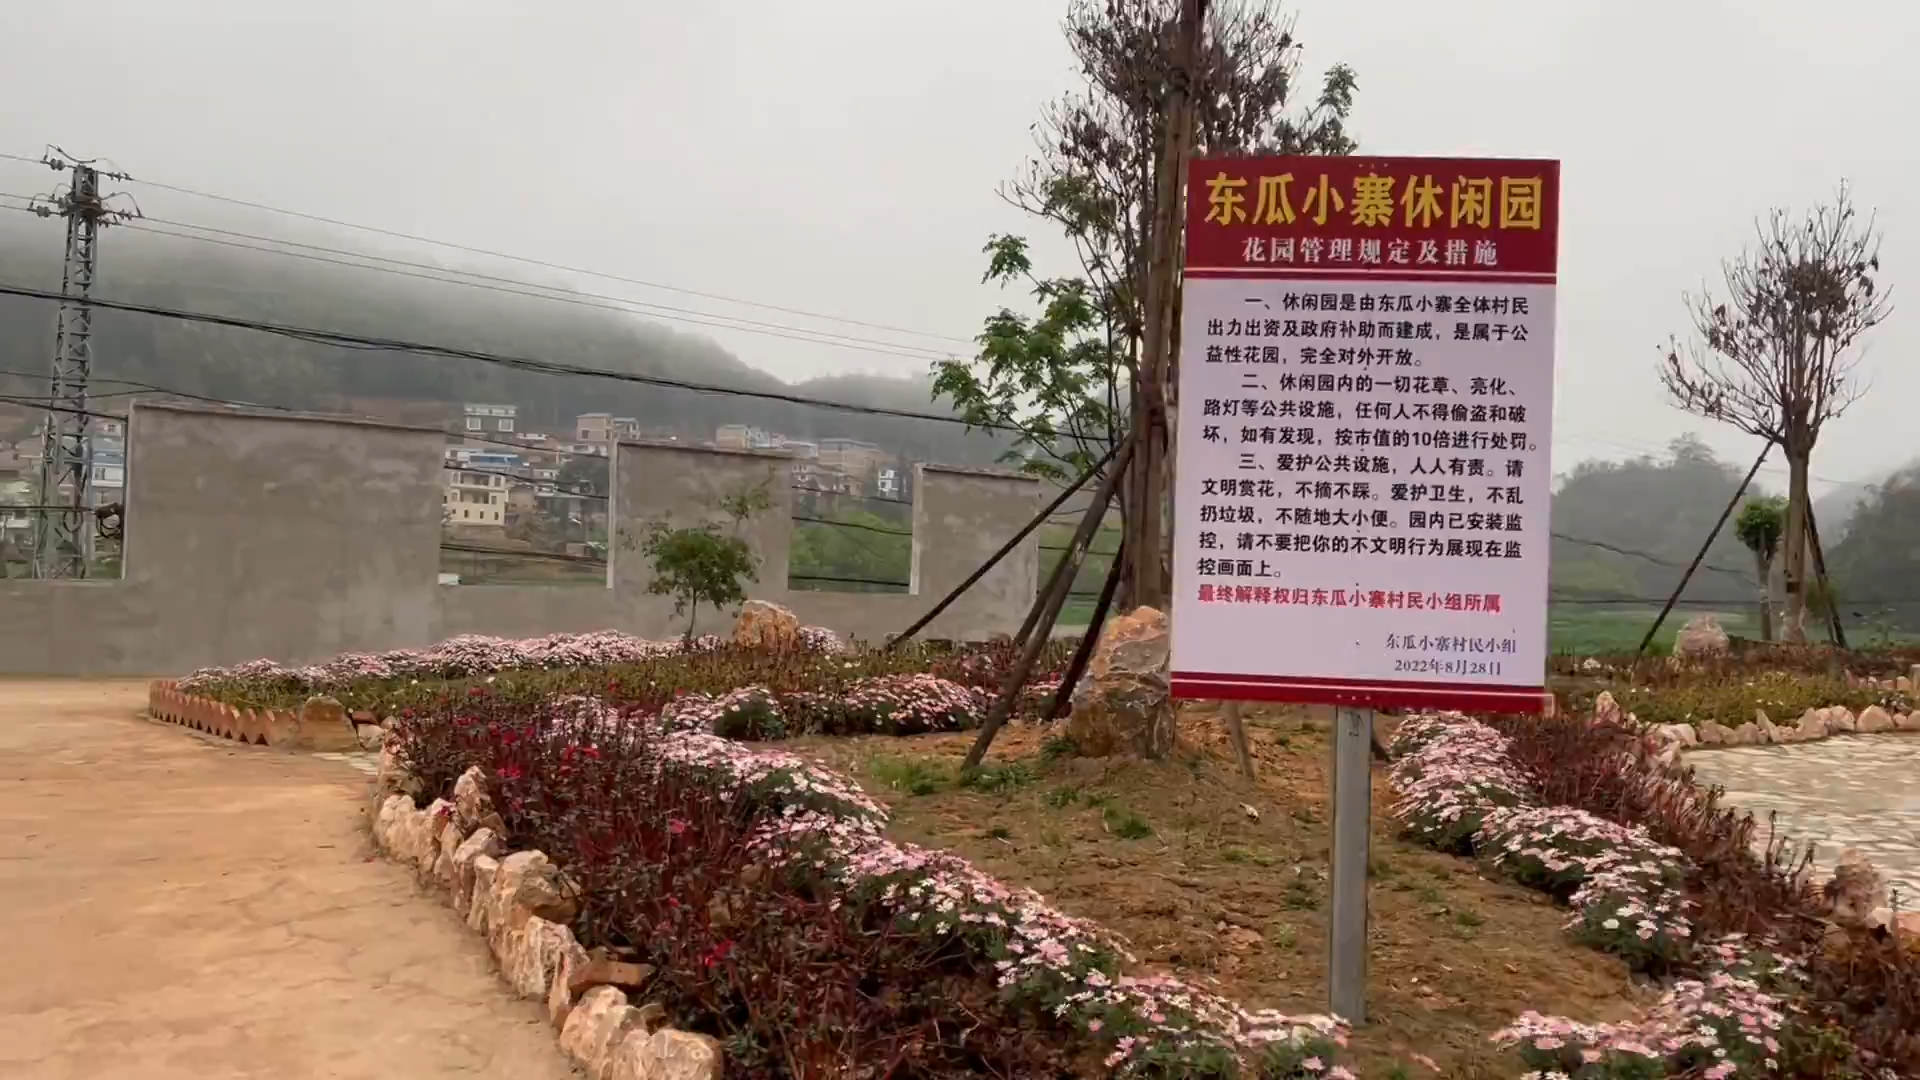 东瓜小寨休闲园
花园管理规定及措施
一、休闲园是由东瓜小寨全体村民
出力出资及政府补助而建成，是属于公
益性花园，完全对外开放。
二、休闲园内的一切花草、亮化、
路灯等公共设施，任何人不得偷盗和破
坏，如有发现，按市值的10倍进行处罚。
三、爱护公共设施，人人有责。请
文明赏花，不摘不踩。爱护卫生，不乱
扔垃圾，不随地大小便。园内已安装监
控，请不要把你的不文明行为展现在监
控画面上。
最终解释权归东瓜小寨村民小组所属
东瓜小寨村民小组
2022年8月28日